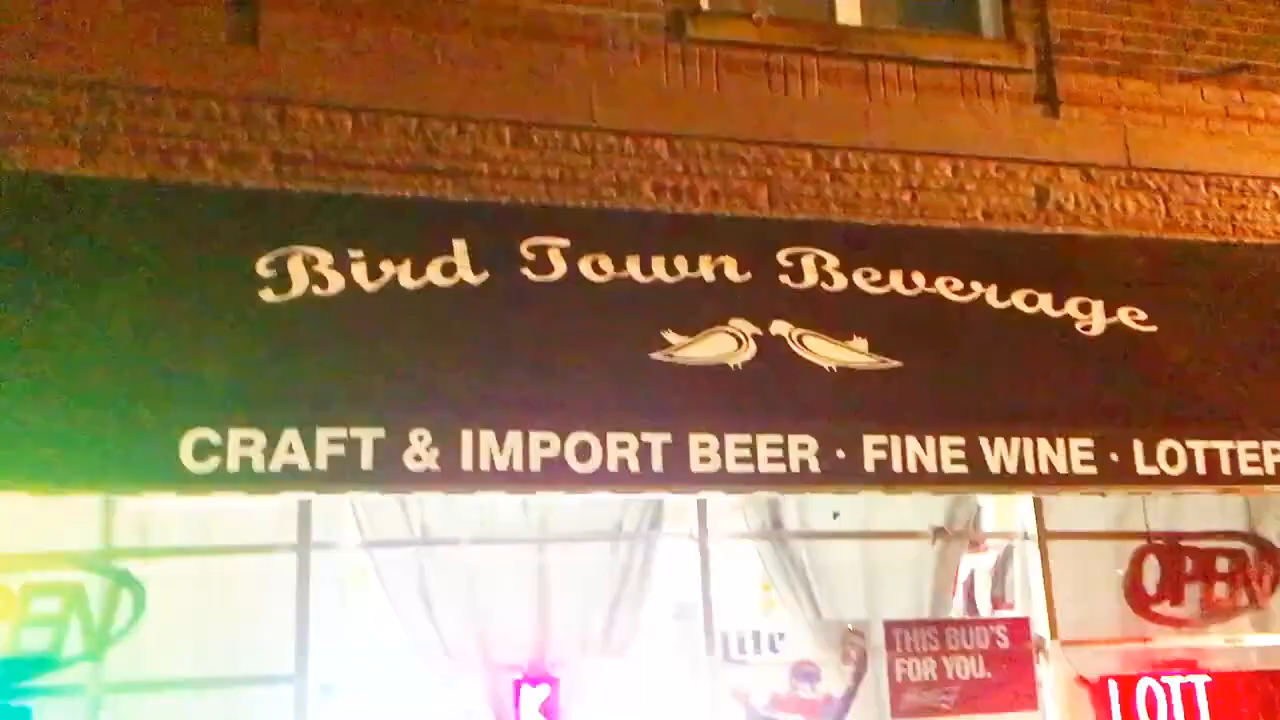 Bird Town Beverage
CRAFT & IMPORT BEER · FINE WINE · LOTTER
OPEN
Lite
THIS BUD'S
FOR YOU.
K
LOTT